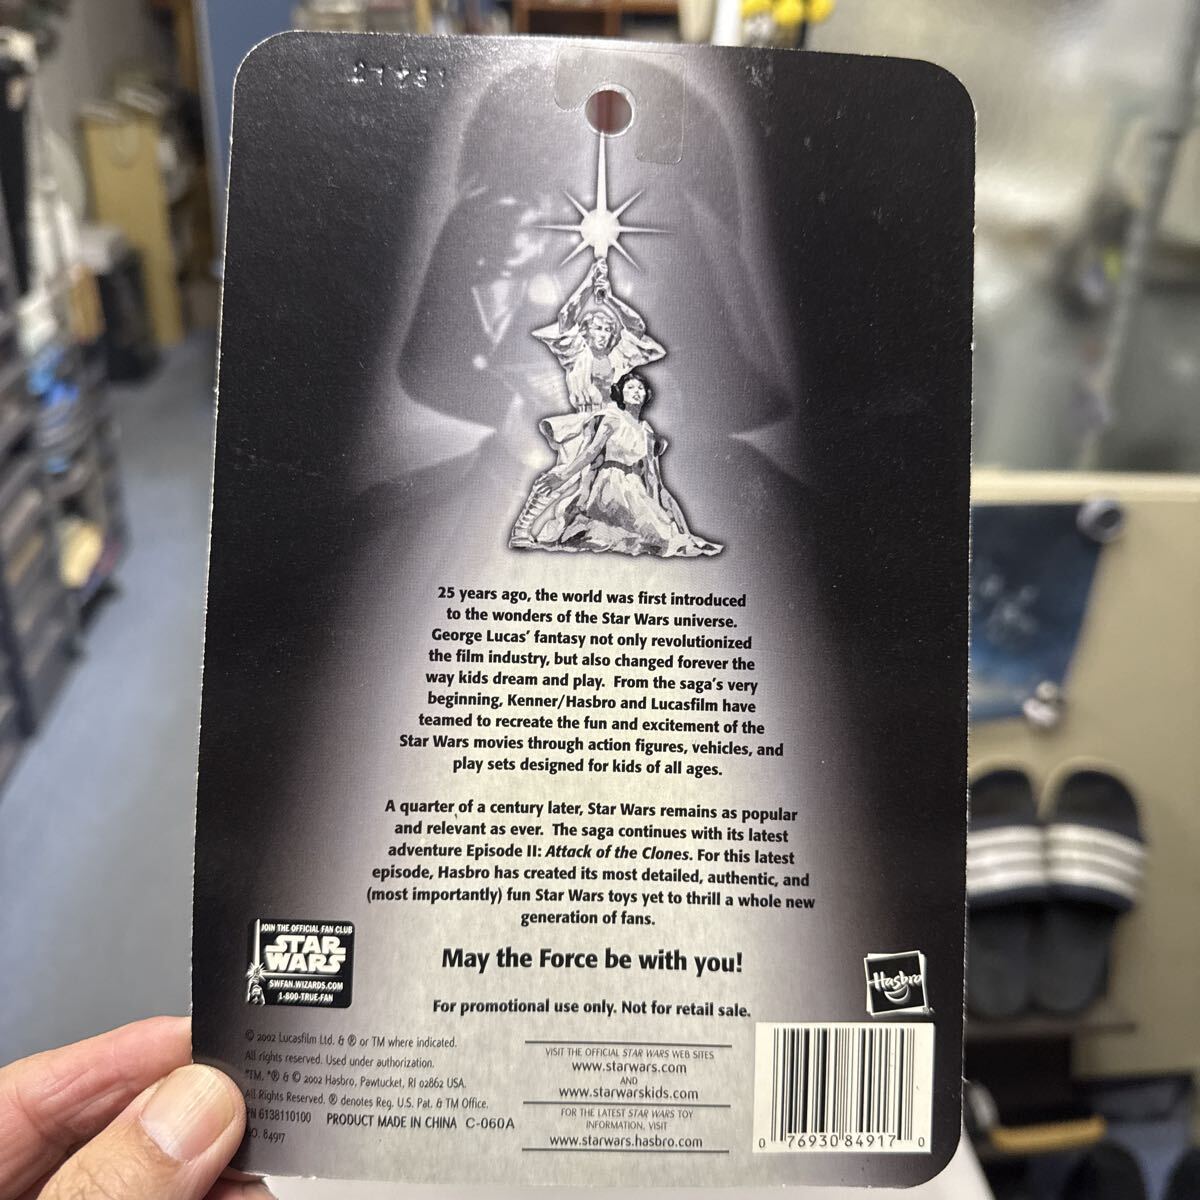 25 years ago, the world was first introduced
to the wonders of the Star Wars universe.
George Lucas' fantasy not only revolutionized
the film industry, but also changed forever the
way kids dream and play. From the saga's very
beginning, Kenner/Hasbro and Lucasfilm have
teamed to recreate the fun and excitement of the
Star Wars movies through action figures, vehicles, and
play sets designed for kids of all ages.
A quarter of a century later, Star Wars remains as popular
and relevant as ever. The saga continues with its latest
adventure Episode II: Attack of the Clones. For this latest
episode, Hasbro has created its most detailed, authentic, and
(most importantly) fun Star Wars toys yet to thrill a whole new
generation of fans.
May the Force be with you!
For promotional use only. Not for retail sale.
JOIN THE OFFICIAL FAN CLUB
STAR
WARS
SWFAN.WIZARDS.COM
1-800-TRUE-FAN
Hasbro
© 2002 Lucasfilm Ltd. & ® or TM where indicated.
All rights reserved. Used under authorization.
*TM, *® & © 2002 Hasbro, Pawtucket, RI 02862 USA.
All Rights Reserved. ® denotes Reg. U.S. Pat. & TM Office.
PN 6138110100 PRODUCT MADE IN CHINA C-060A
NO. 84917
VISIT THE OFFICIAL STAR WARS WEB SITES
www.starwars.com
AND
www.starwarskids.com
FOR THE LATEST STAR WARS TOY
INFORMATION, VISIT
www.starwars.hasbro.com
0 76930 84917 0